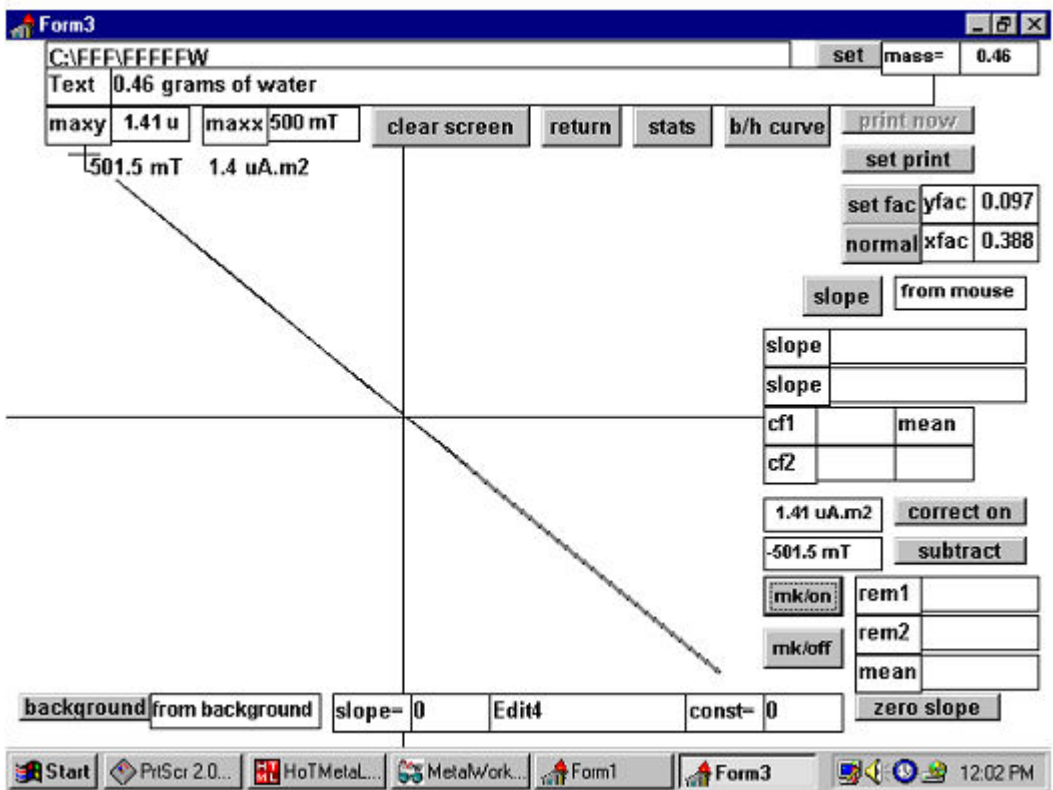 Form3
C:\FFF\FFFFFW set mass= 0.46
Text 0.46 grams of water
maxy 1.41 u maxx 500 mT clear screen return stats b/h curve print now
-501.5 mT 1.4 uA.m2 set print
set fac yfac 0.097
normal xfac 0.388
slope from mouse
slope
slope
cf1 mean
cf2
1.41 uA.m2 correct on
-501.5 mT subtract
mk/on rem1
mk/off rem2
mean
background from background slope= 0 Edit4 const= 0 zero slope
Start PrtScr 2.0... HoTMetaL... MetalWork... Form1 Form3 12:02 PM